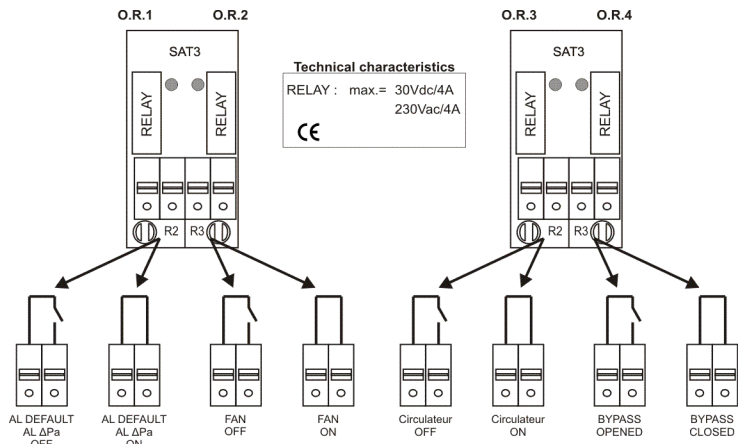 O.R.1 O.R.2 O.R.3 O.R.4
SAT3 SAT3
Technical characteristics
RELAY : max.= 30Vdc/4A
230Vac/4A
CE
RELAY RELAY RELAY RELAY
R2 R3 R2 R3
AL DEFAULT
AL ΔPa
OFF
AL DEFAULT
AL ΔPa
ON
FAN
OFF
FAN
ON
Circulateur
OFF
Circulateur
ON
BYPASS
OPENED
BYPASS
CLOSED